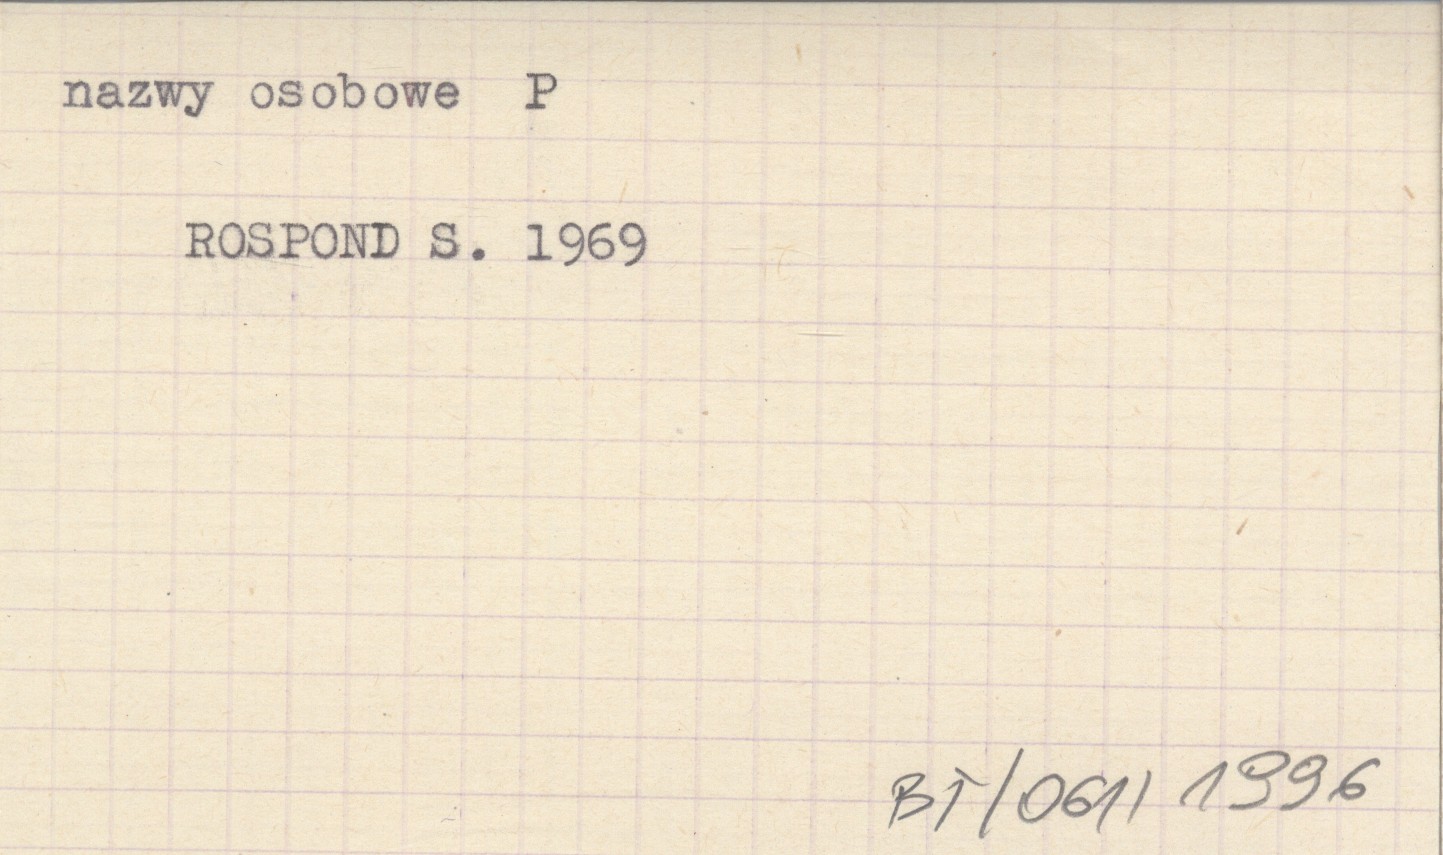 nazwy osobowe P
ROSPOND S. 1969
BT/0611 1996